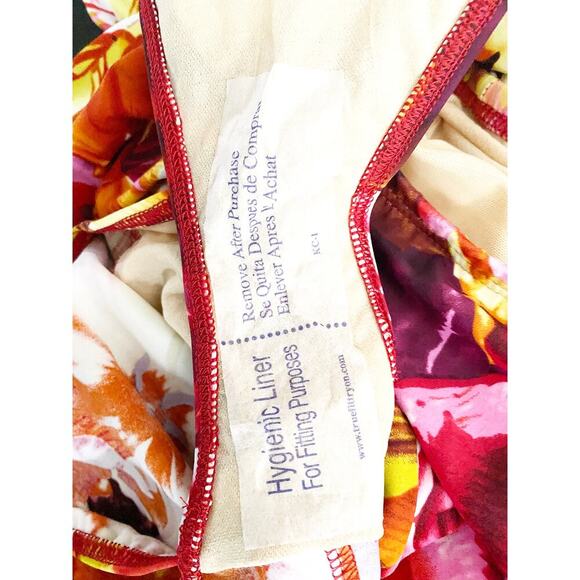 Remove After Purchase
Se Quita Despues de Compra
Enlever Apres l'Achat
KC-1
Hygienic Liner
For Fitting Purposes
www.truefittryon.com